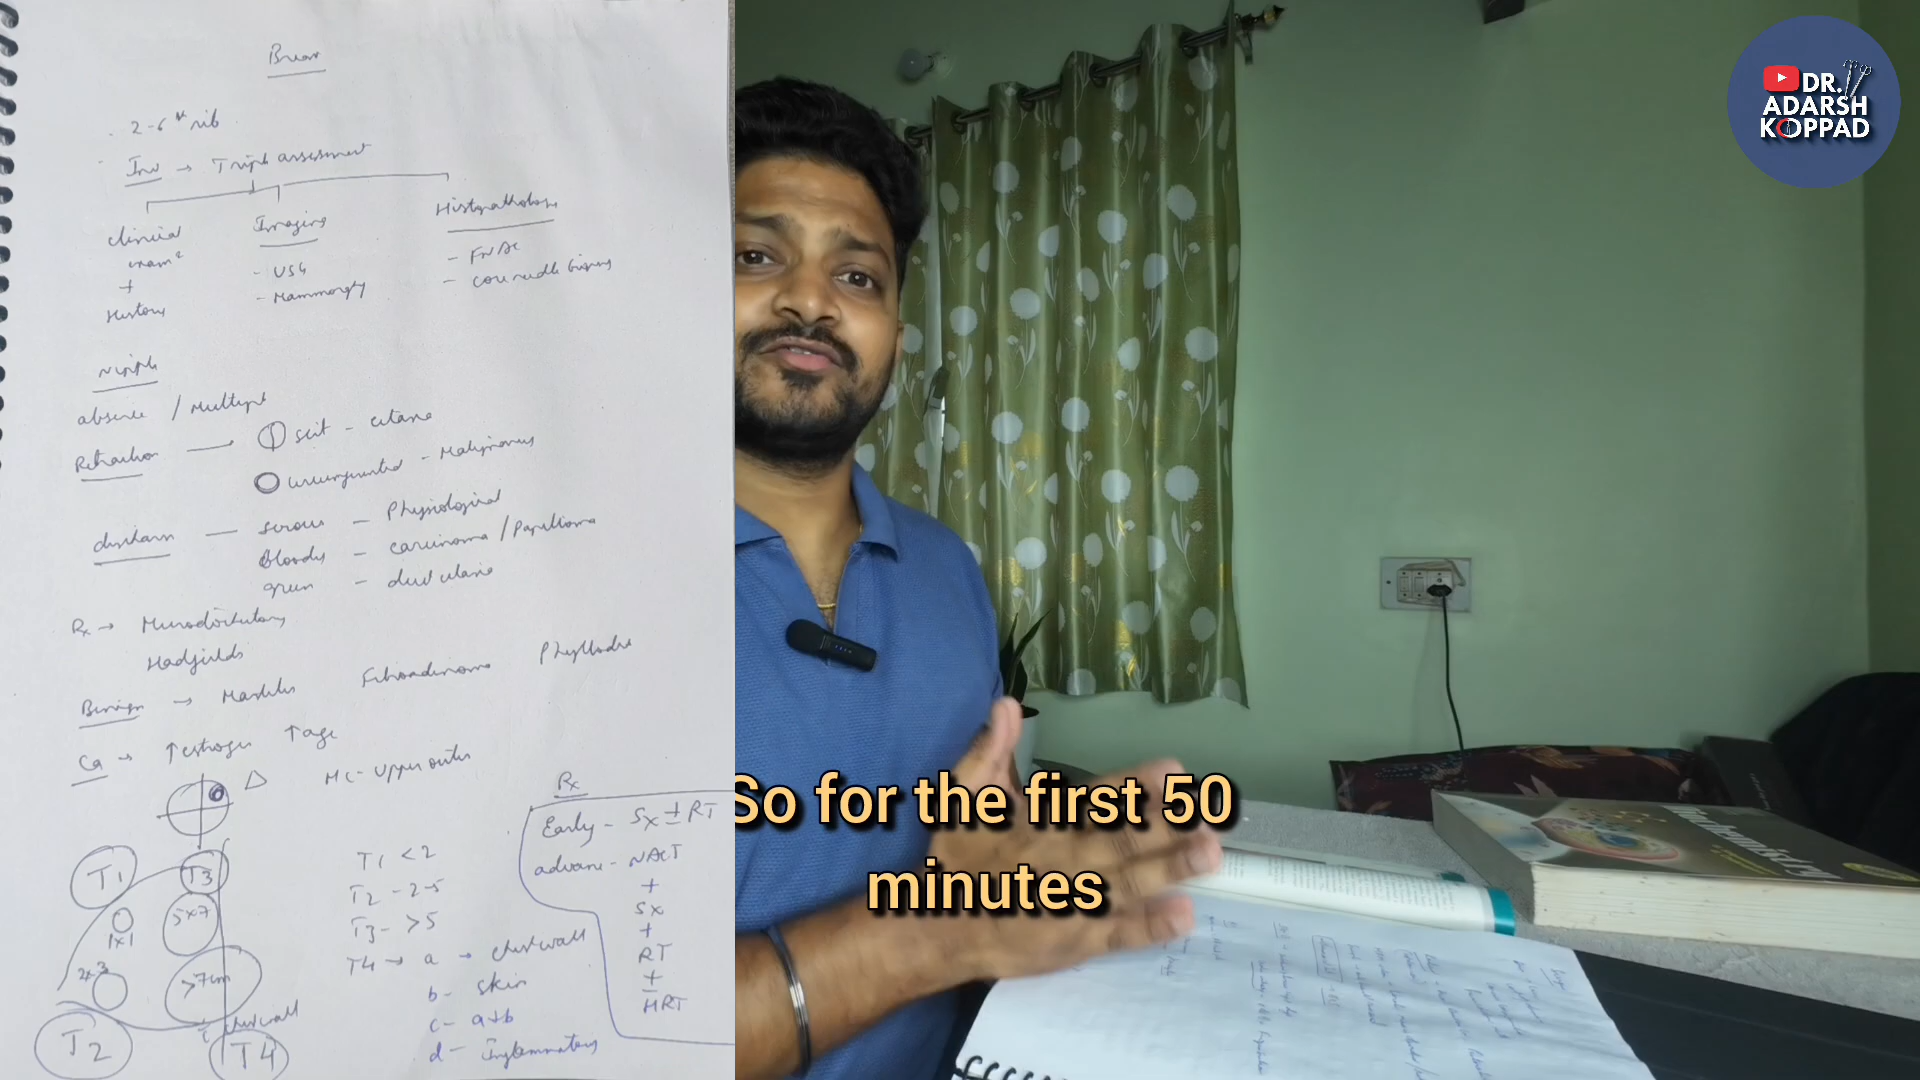 Breast
2-6th rib
Inv → Triple assessment
clinical
exam
+
History
Imaging
- USG
- Mammography
Histopathology
- FNAC
- core needle biopsy
Nipple
absence / Multiple
Retraction → slit - ectasia
circumferential - Malignancy
discharge — serous — Physiological
Bloody — carcinoma / Papilloma
green — duct ectasia
Rx → Microdochectomy
Hadfields
Benign → Mastitis Fibroadenoma Phyllodes
Ca → ↑estrogen ↑age
MC - Upper outer
T1 T3
1x1 5x7
2x3 >7cm
T2 T4
chest wall
T1 <2
T2 - 2-5
T3 - >5
T4 → a → chest wall
b - skin
c - a+b
d - Inflammatory
Rx
Early - Sx ± RT
advance - NACT
+
Sx
+
RT
±
HRT
DR.
ADARSH
KOPPAD
So for the first 50
minutes
Biochemistry